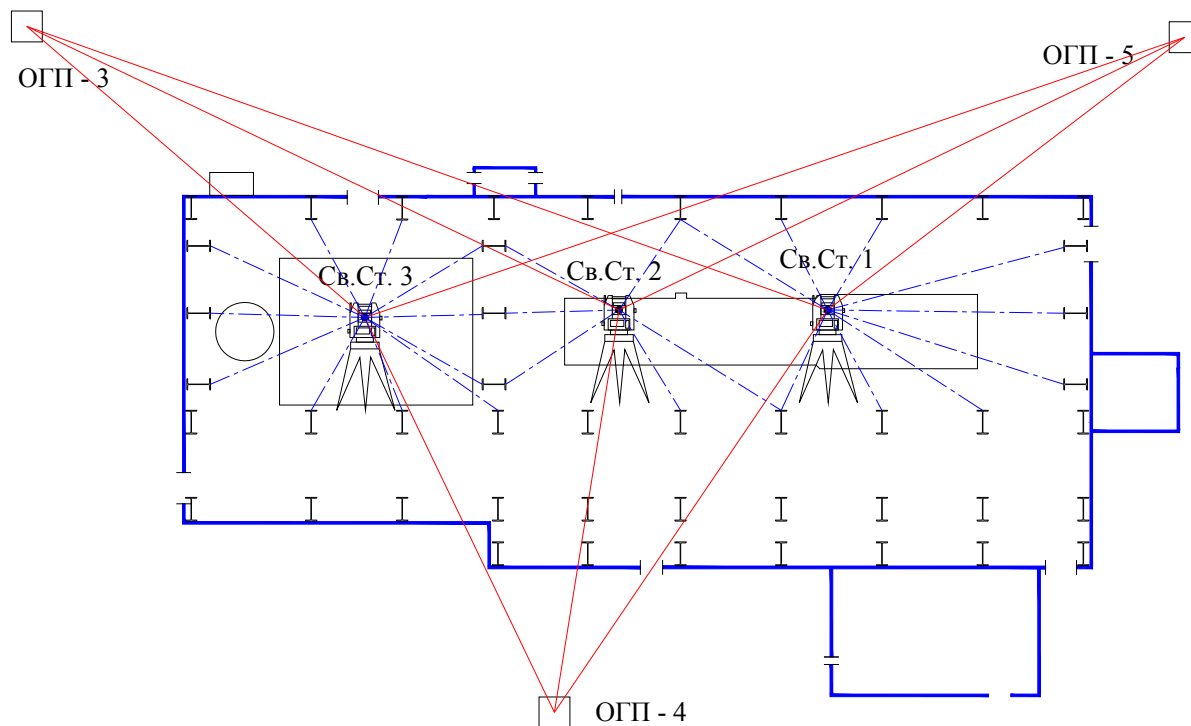 ОГП - 3
ОГП - 5
Св.Ст. 3
Св.Ст. 2
Св.Ст. 1
ОГП - 4